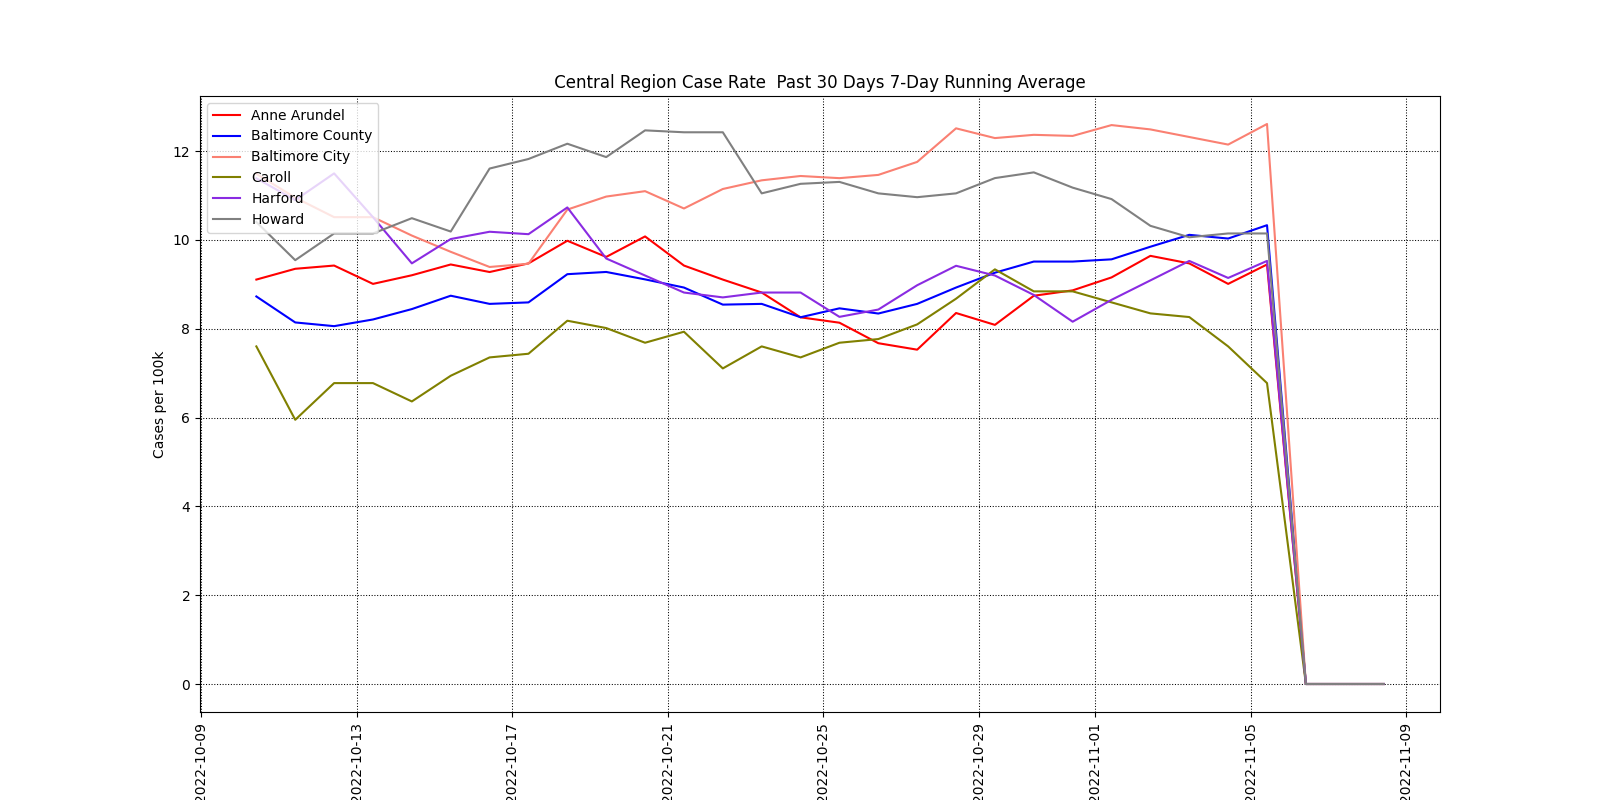 Central Region Case Rate  Past 30 Days 7-Day Running Average
Anne Arundel
Baltimore County
Baltimore City
Caroll
Harford
Howard
Cases per 100k
12
10
8
6
4
2
0
2022-10-09
2022-10-13
2022-10-17
2022-10-21
2022-10-25
2022-10-29
2022-11-01
2022-11-05
2022-11-09